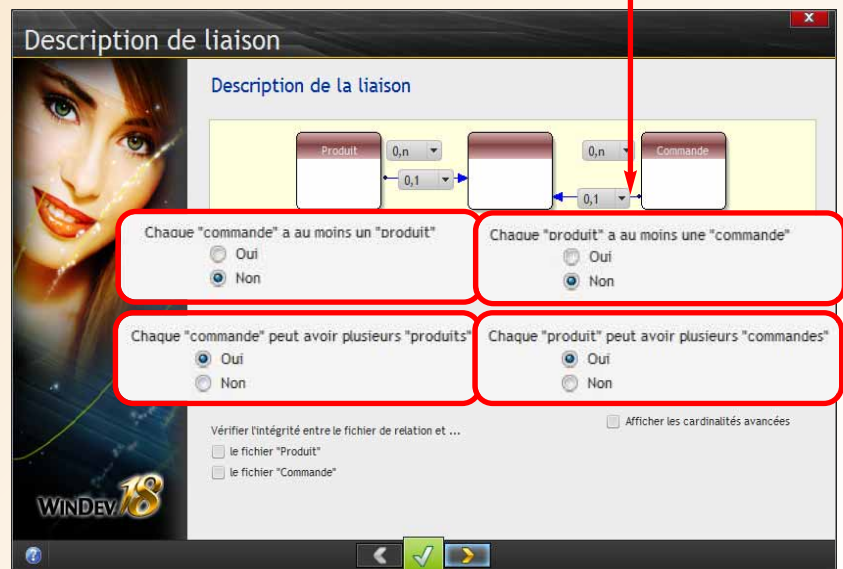 x
Description de liaison
Description de la liaison
Produit 0,n 0,n Commande
0,1 0,1
Chaque "commande" a au moins un "produit"
Oui
Non
Chaque "produit" a au moins une "commande"
Oui
Non
Chaque "commande" peut avoir plusieurs "produits"
Oui
Non
Chaque "produit" peut avoir plusieurs "commandes"
Oui
Non
Vérifier l'intégrité entre le fichier de relation et ...
le fichier "Produit"
le fichier "Commande"
Afficher les cardinalités avancées
WINDEV 18
?